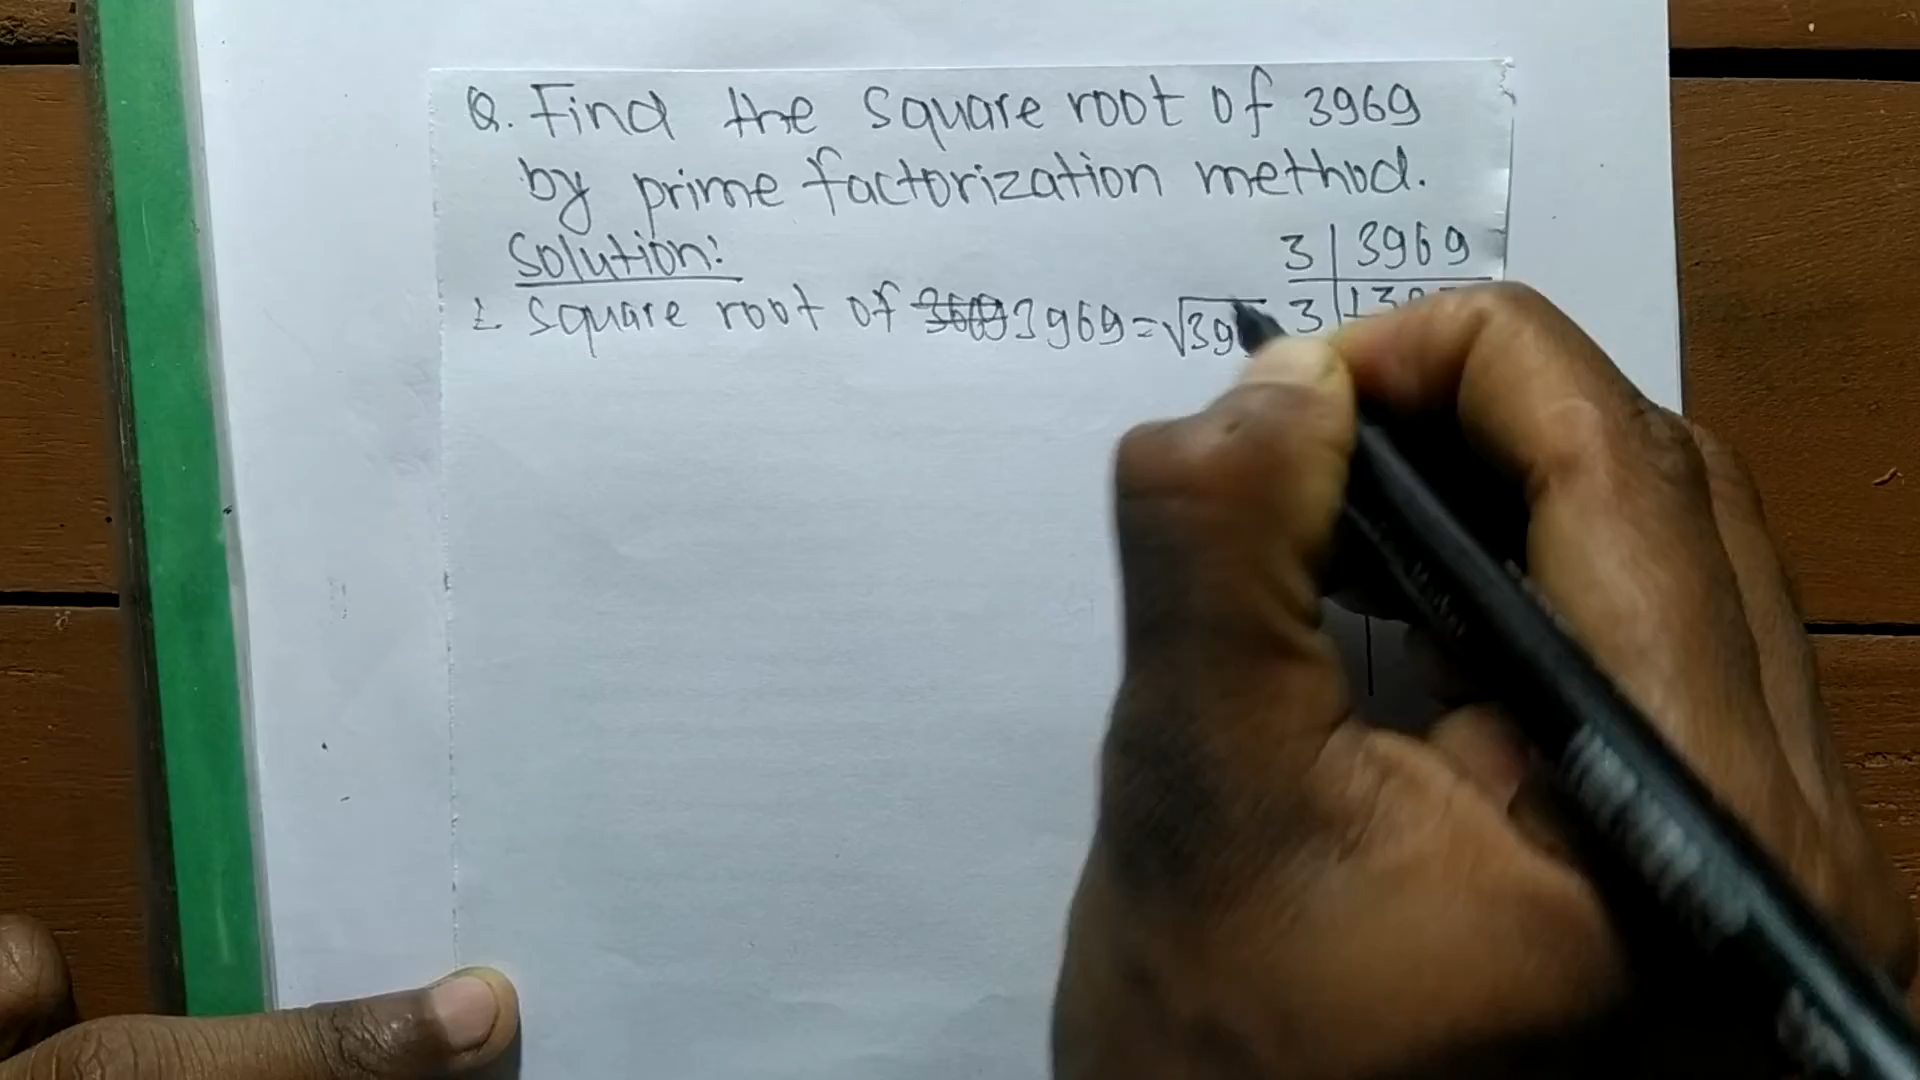 Q. Find the square root of 3969
by prime factorization method.
Solution:
3 | 3969
square root of 3969 = √39
3 | 13